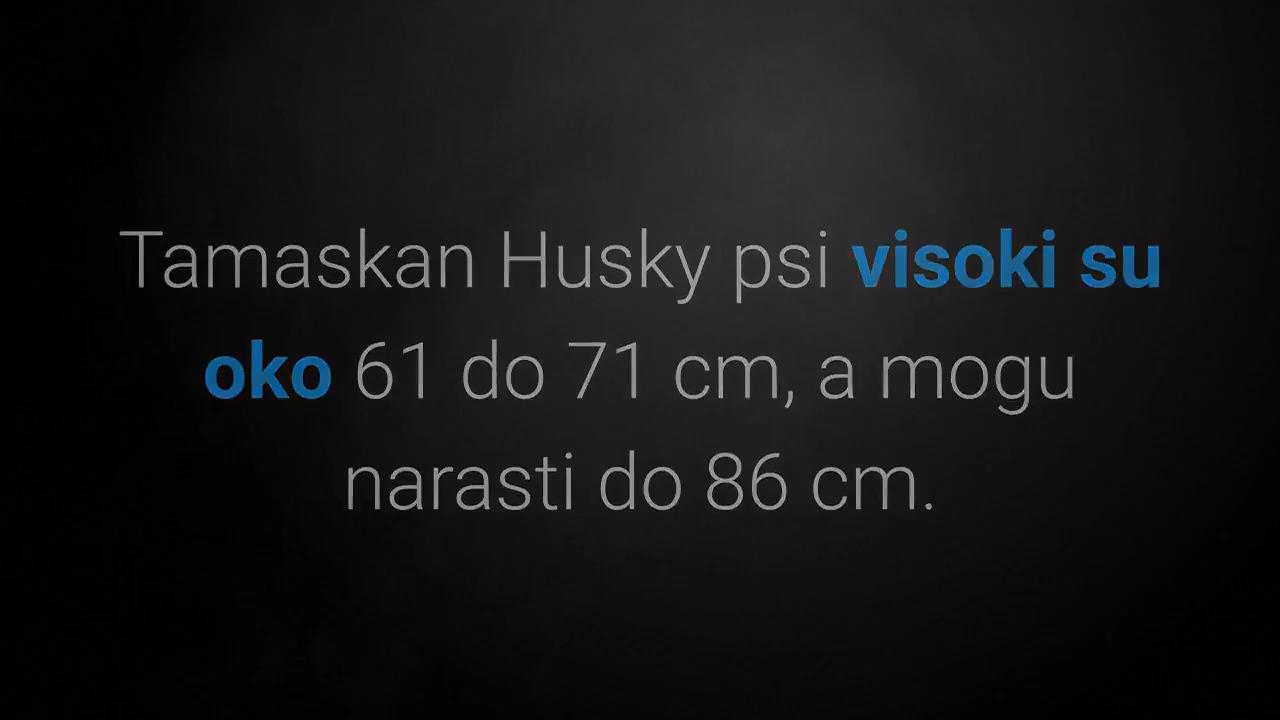 Tamaskan Husky psi visoki su
oko 61 do 71 cm, a mogu
narasti do 86 cm.